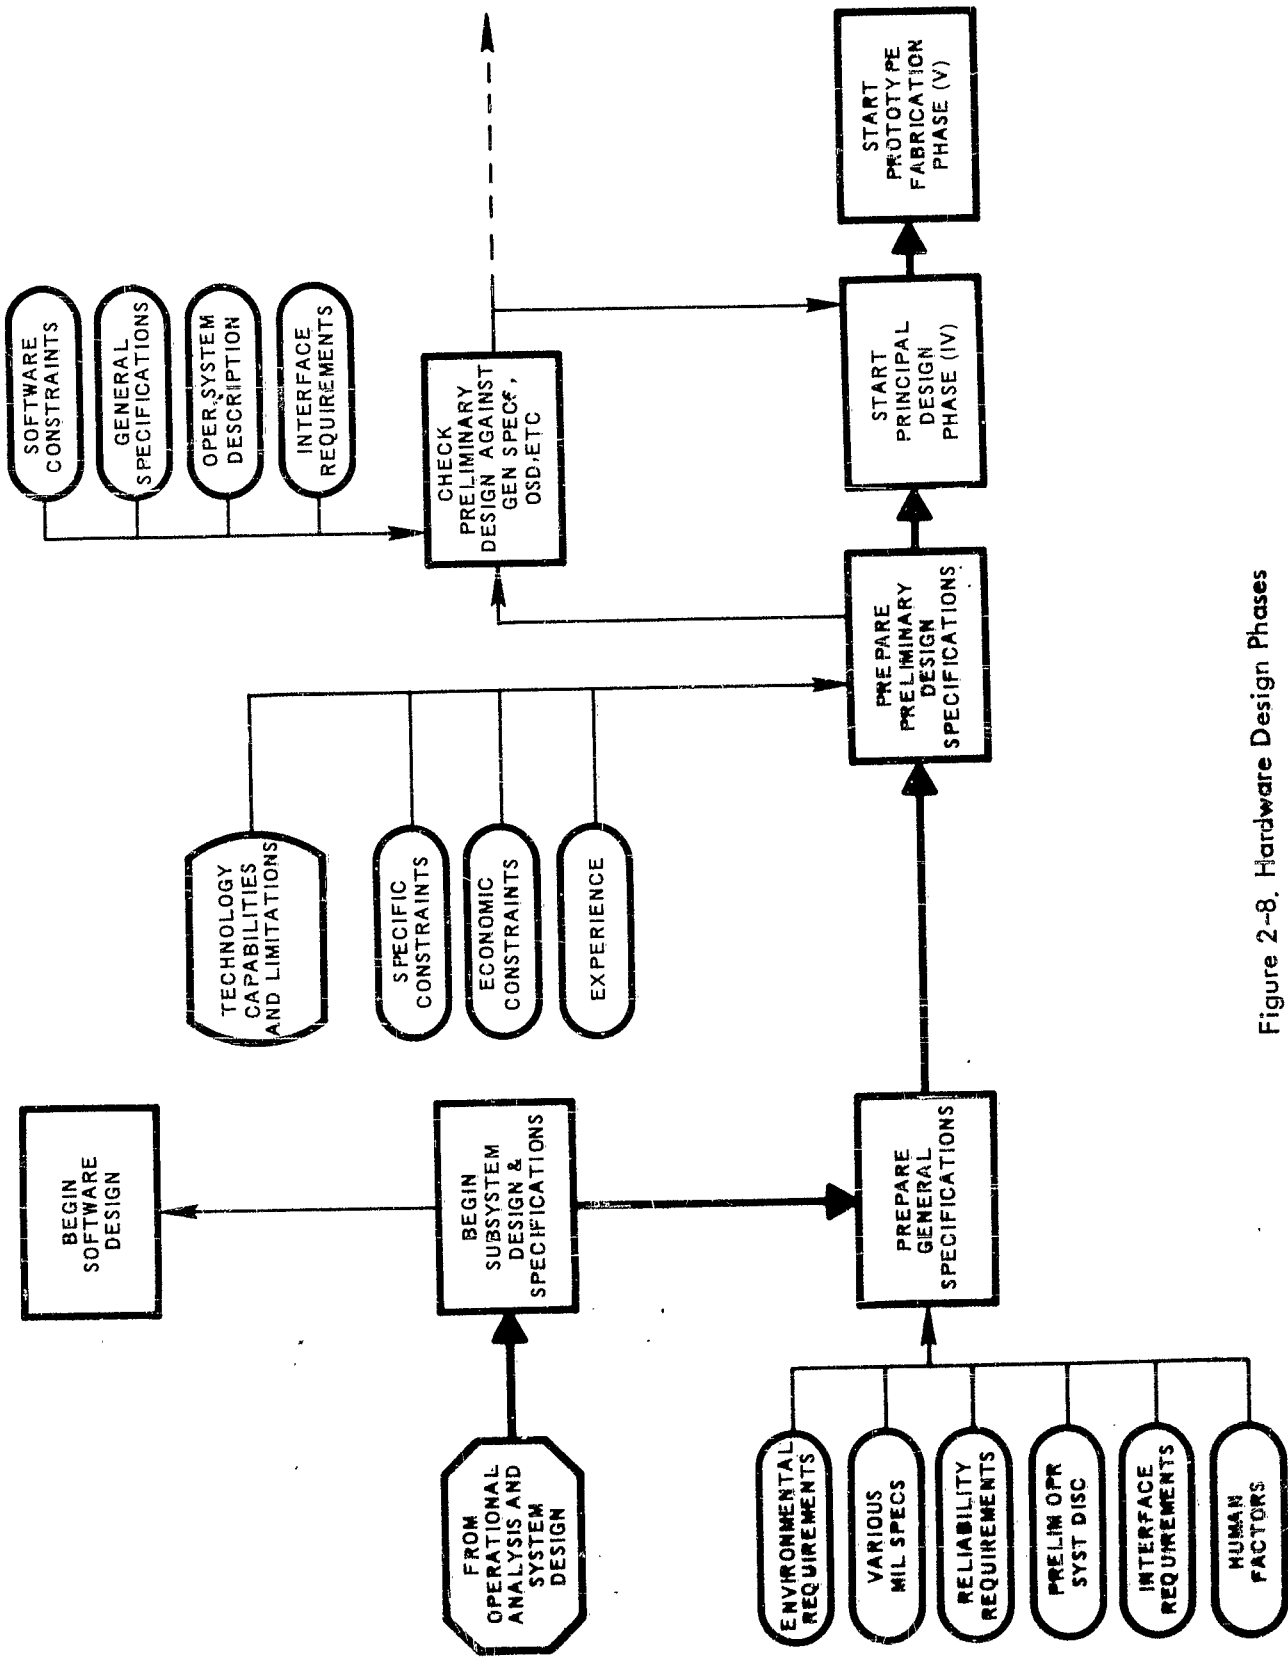 SOFTWARE
CONSTRAINTS
GENERAL
SPECIFICATIONS
OPER.SYSTEM
DESCRIPTION
INTERFACE
REQUIREMENTS
BEGIN
SOFTWARE
DESIGN
TECHNOLOGY
CAPABILITIES
AND LIMITATIONS
SPECIFIC
CONSTRAINTS
ECONOMIC
CONSTRAINTS
EXPERIENCE
CHECK
PRELIMINARY
DESIGN AGAINST
GEN SPECS,
OSD,ETC
FROM
OPERATIONAL
ANALYSIS AND
SYSTEM
DESIGN
BEGIN
SUBSYSTEM
DESIGN &
SPECIFICATIONS
ENVIRONMENTAL
REQUIREMENTS
VARIOUS
MIL SPECS
RELIABILITY
REQUIREMENTS
PRELIM OPR
SYST DISC
INTERFACE
REQUIREMENTS
HUMAN
FACTORS
PREPARE
GENERAL
SPECIFICATIONS
PREPARE
PRELIMINARY
DESIGN
SPECIFICATIONS
START
PRINCIPAL
DESIGN
PHASE (IV)
START
PROTOTYPE
FABRICATION
PHASE (V)
Figure 2-8. Hardware Design Phases